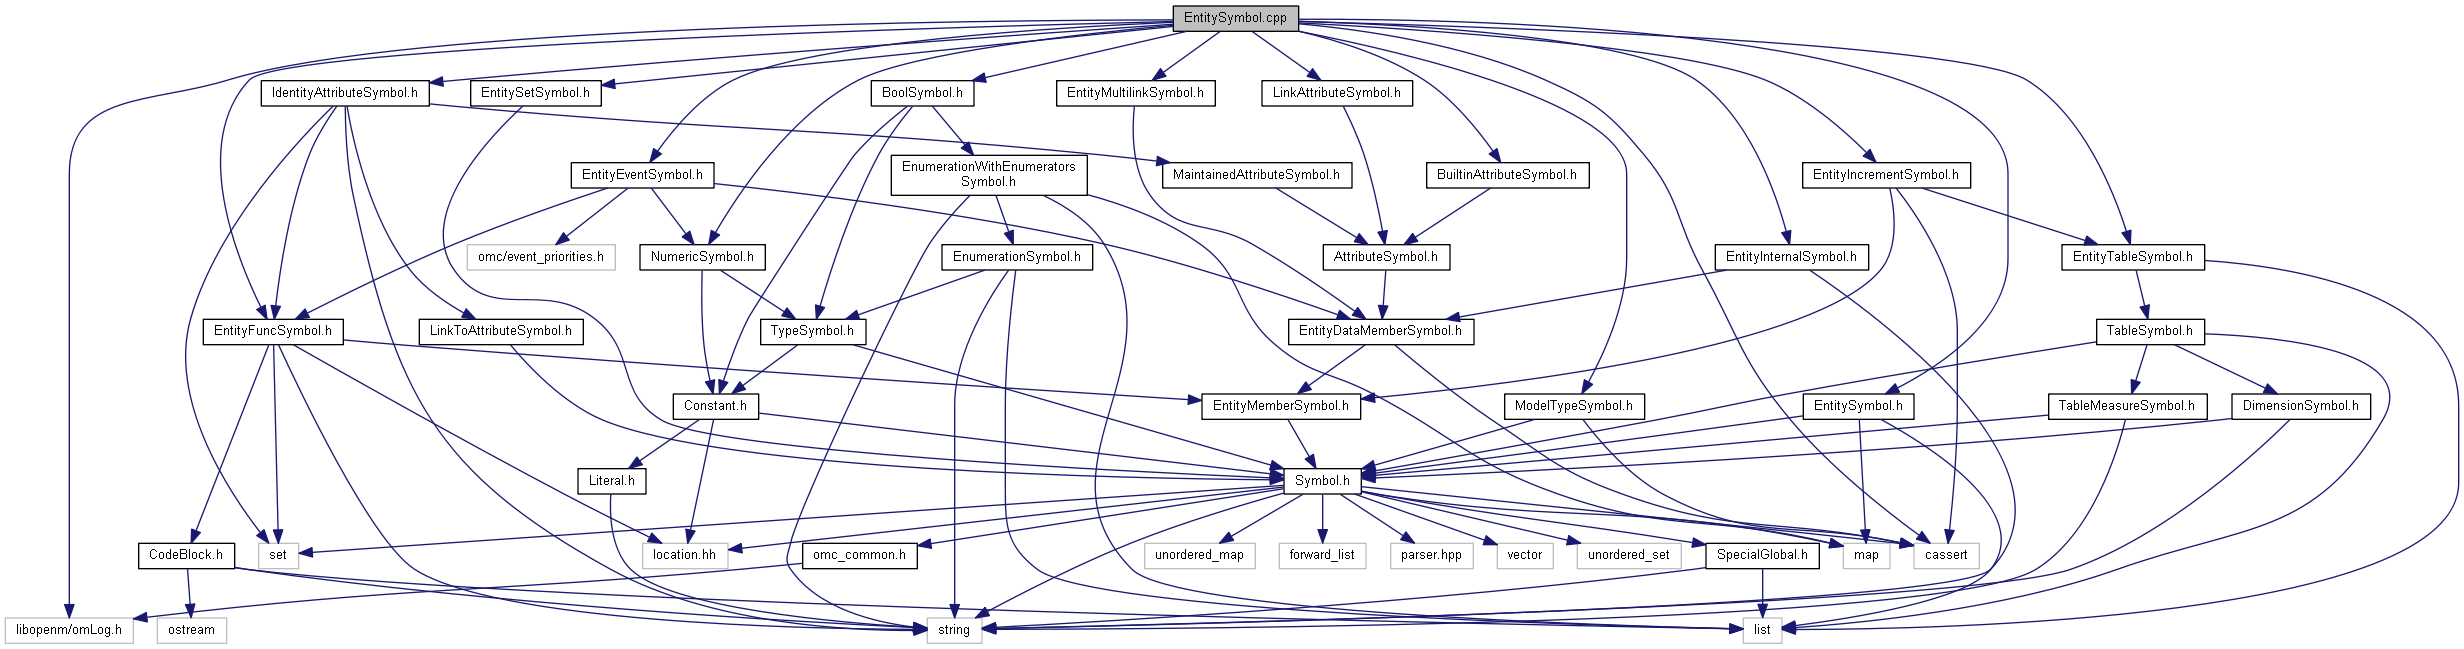 EntitySymbol.cpp
IdentityAttributeSymbol.h
EntitySetSymbol.h
BoolSymbol.h
EntityMultilinkSymbol.h
LinkAttributeSymbol.h
EntityEventSymbol.h
EnumerationWithEnumerators
Symbol.h
MaintainedAttributeSymbol.h
BuiltinAttributeSymbol.h
EntityIncrementSymbol.h
omc/event_priorities.h
NumericSymbol.h
EnumerationSymbol.h
AttributeSymbol.h
EntityInternalSymbol.h
EntityTableSymbol.h
EntityFuncSymbol.h
LinkToAttributeSymbol.h
TypeSymbol.h
EntityDataMemberSymbol.h
TableSymbol.h
Constant.h
EntityMemberSymbol.h
ModelTypeSymbol.h
EntitySymbol.h
TableMeasureSymbol.h
DimensionSymbol.h
Literal.h
Symbol.h
CodeBlock.h
set
location.hh
omc_common.h
unordered_map
forward_list
parser.hpp
vector
unordered_set
SpecialGlobal.h
map
cassert
libopenm/omLog.h
ostream
string
list